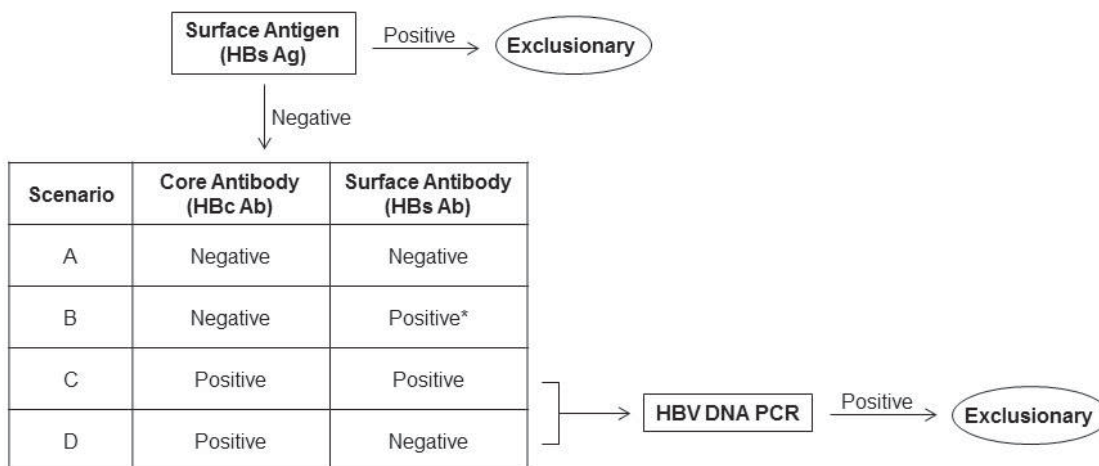 Surface Antigen
(HBs Ag)
Positive
Exclusionary
Negative
Scenario
Core Antibody
(HBc Ab)
Surface Antibody
(HBs Ab)
A
Negative
Negative
B
Negative
Positive*
C
Positive
Positive
D
Positive
Negative
HBV DNA PCR
Positive
Exclusionary